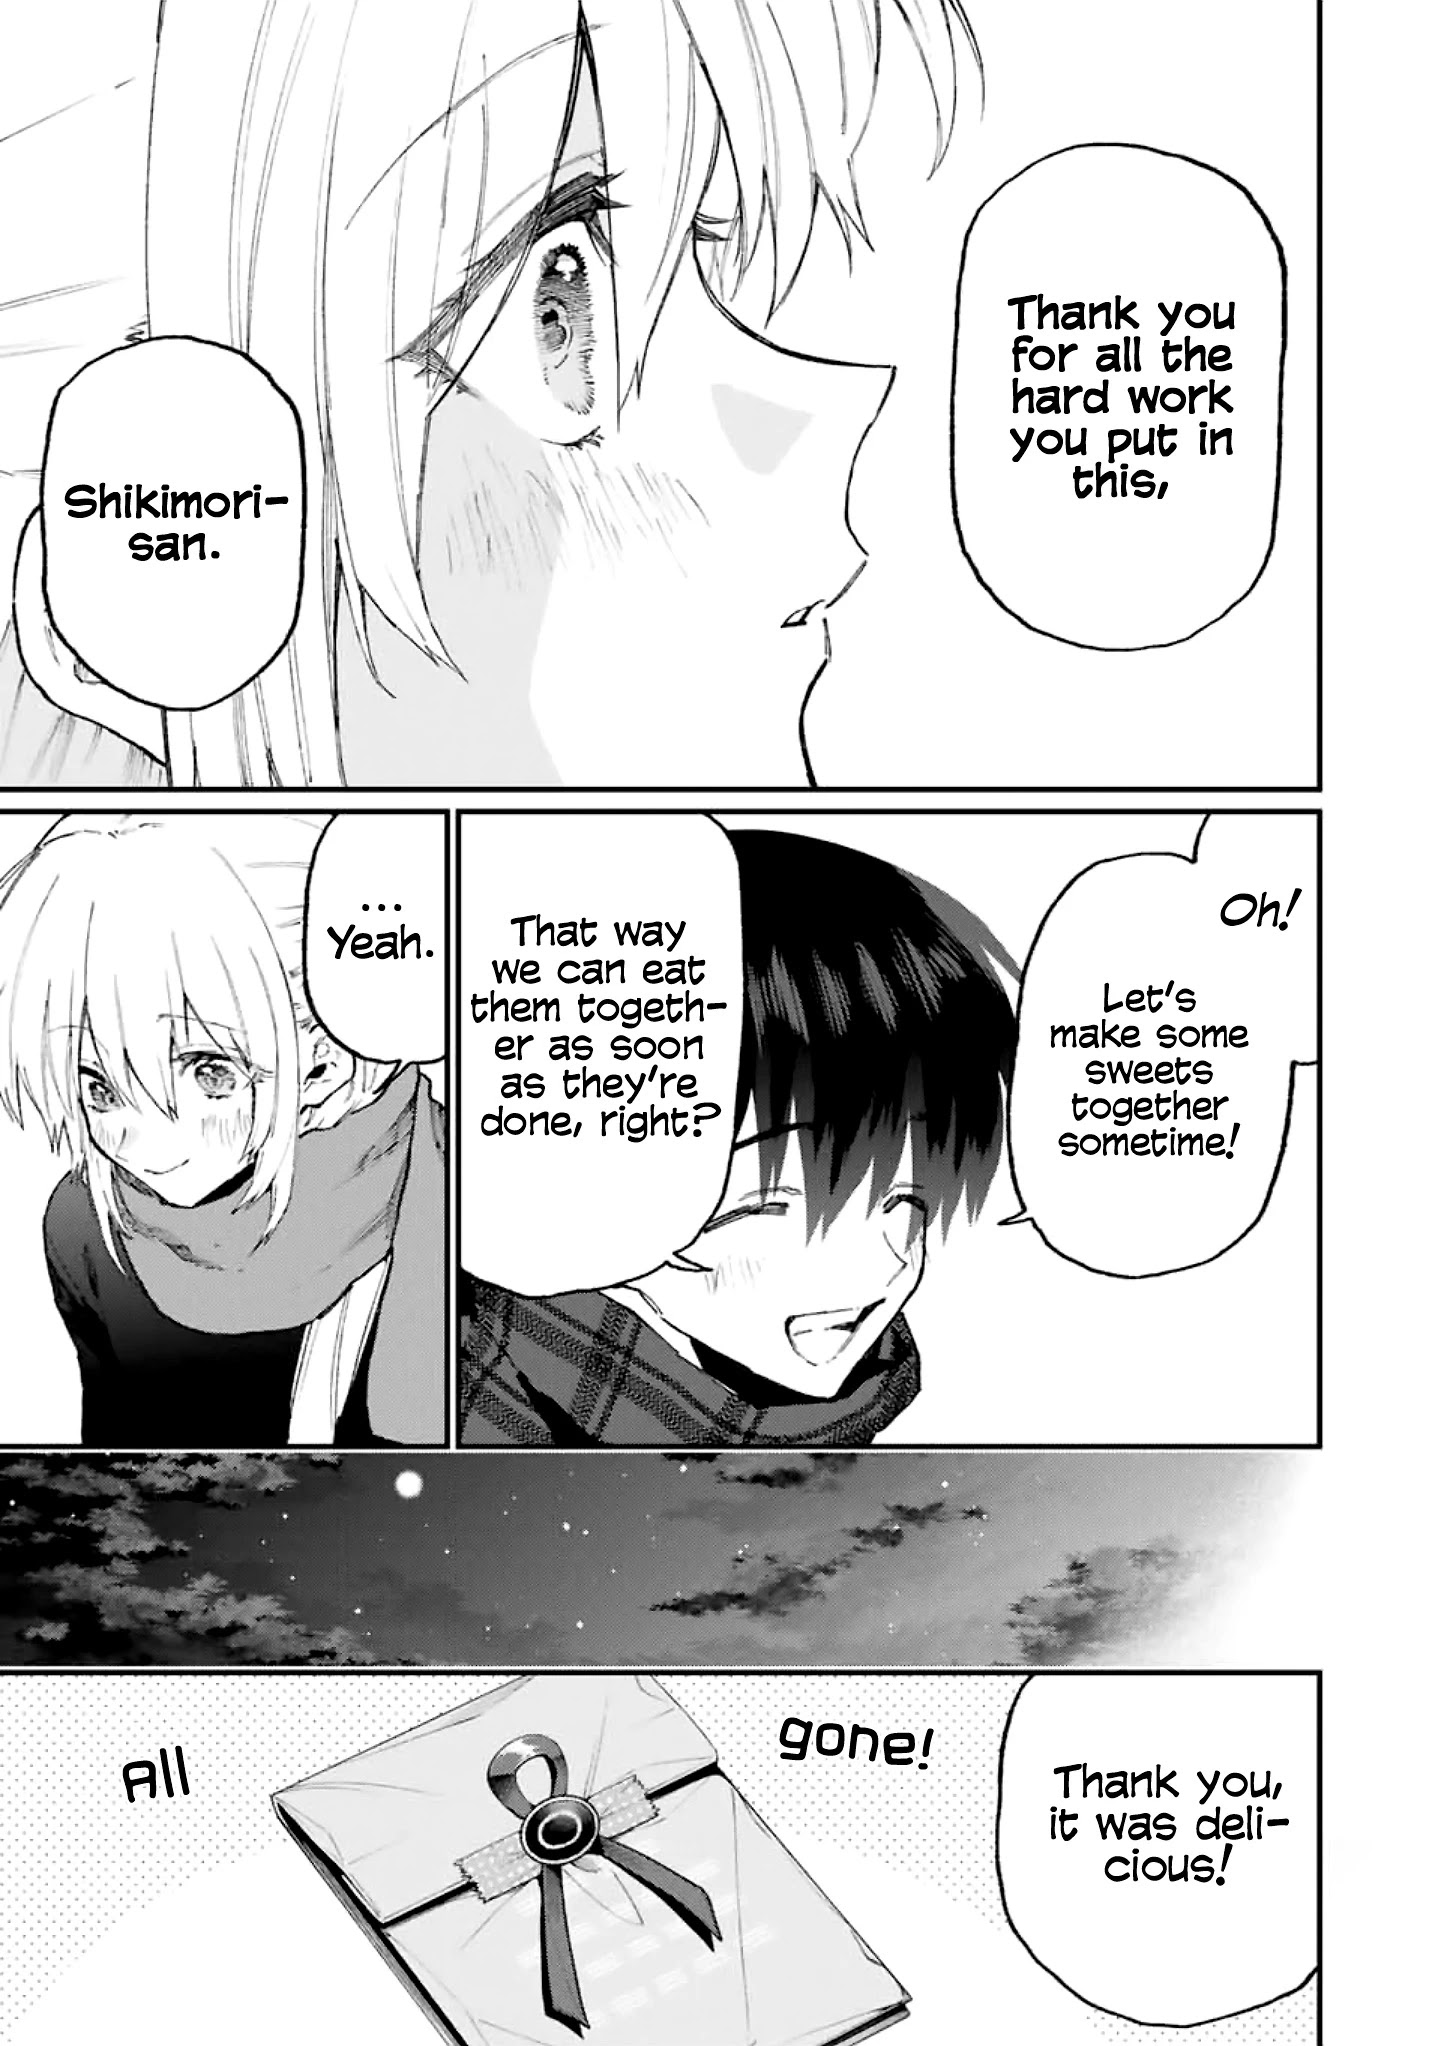 Thank you
for all the
hard work
you put in
this,
Shikimori-
san.
Oh!
Let's
make some
sweets
together
sometime!
That way
we can eat
them togeth-
er as soon
as they're
done, right?
...
Yeah.
Thank you,
it was deli-
cious!
All
gone!